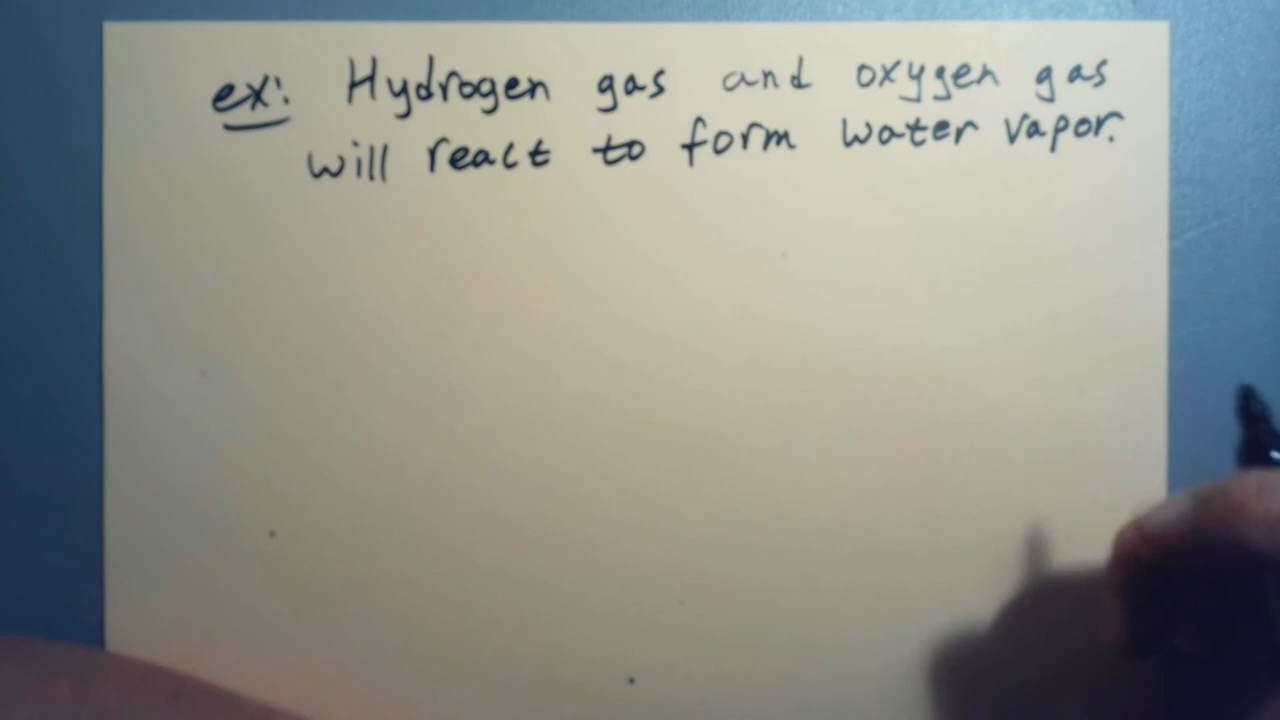 ex: Hydrogen gas and oxygen gas
will react to form water vapor.